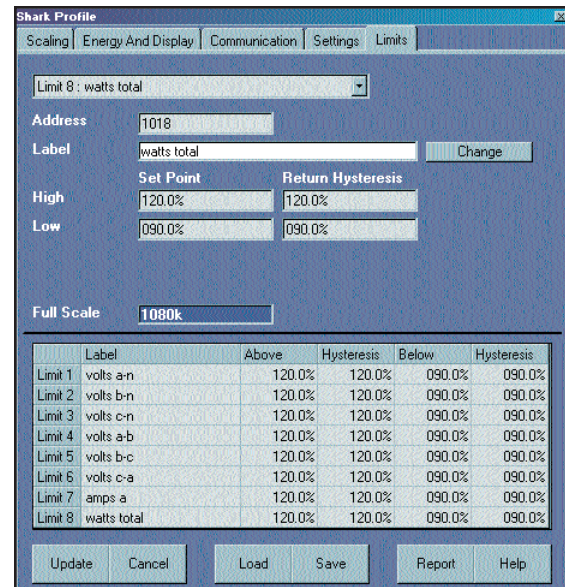 Shark Profile
Scaling Energy And Display Communication Settings Limits
Limit 8 : watts total
Address 1018
Label watts total Change
Set Point Return Hysteresis
High 120.0% 120.0%
Low 090.0% 090.0%
Full Scale 1080k
Label Above Hysteresis Below Hysteresis
Limit 1 volts a-n 120.0% 120.0% 090.0% 090.0%
Limit 2 volts b-n 120.0% 120.0% 090.0% 090.0%
Limit 3 volts c-n 120.0% 120.0% 090.0% 090.0%
Limit 4 volts a-b 120.0% 120.0% 090.0% 090.0%
Limit 5 volts b-c 120.0% 120.0% 090.0% 090.0%
Limit 6 volts c-a 120.0% 120.0% 090.0% 090.0%
Limit 7 amps a 120.0% 120.0% 090.0% 090.0%
Limit 8 watts total 120.0% 120.0% 090.0% 090.0%
Update Cancel Load Save Report Help